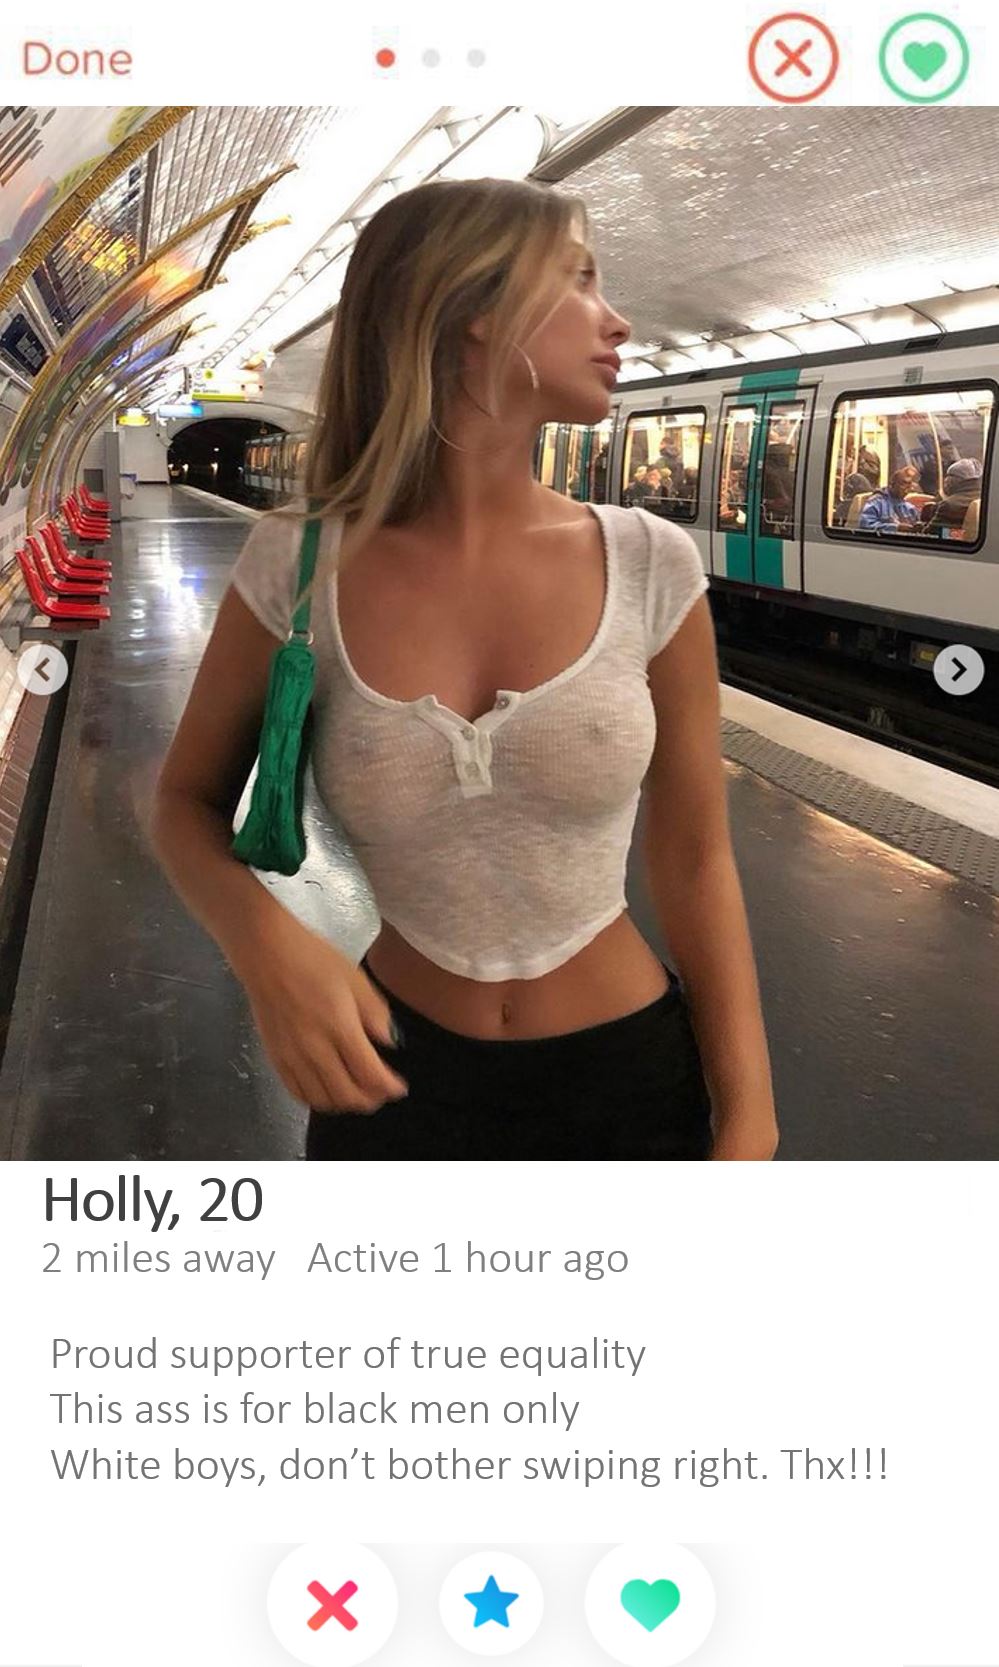 Done
Holly, 20
2 miles away Active 1 hour ago
Proud supporter of true equality
This ass is for black men only
White boys, don’t bother swiping right. Thx!!!